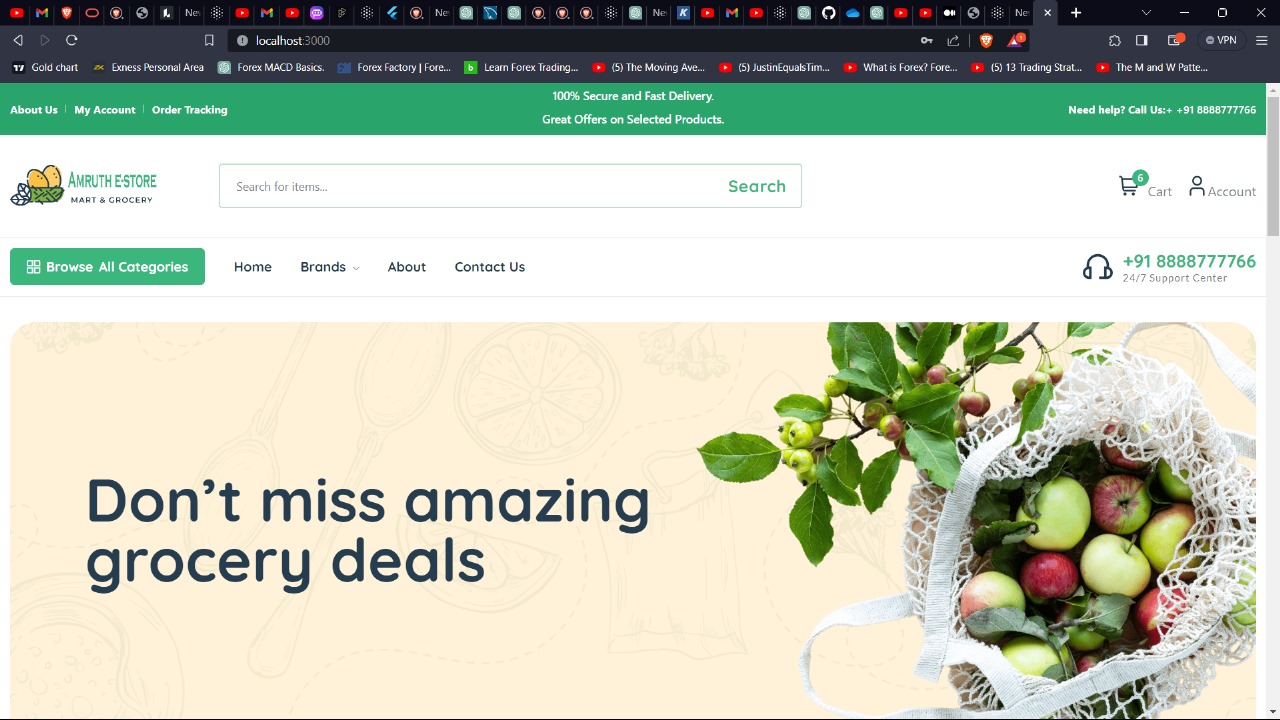 Ne
Ne
Ne
Ne
localhost:3000
1
VPN
Gold chart
Exness Personal Area
Forex MACD Basics.
Forex Factory | Fore...
Learn Forex Trading...
(5) The Moving Ave...
(5) JustinEqualsTim...
What is Forex? Fore...
(5) 13 Trading Strat...
The M and W Patte...
About Us
My Account
Order Tracking
100% Secure and Fast Delivery.
Great Offers on Selected Products.
Need help? Call Us:+ +91 8888777766
AMRUTH E-STORE
MART & GROCERY
Search for items...
Search
6
Cart
Account
Browse All Categories
Home
Brands
About
Contact Us
+91 8888777766
24/7 Support Center
Don’t miss amazing
grocery deals